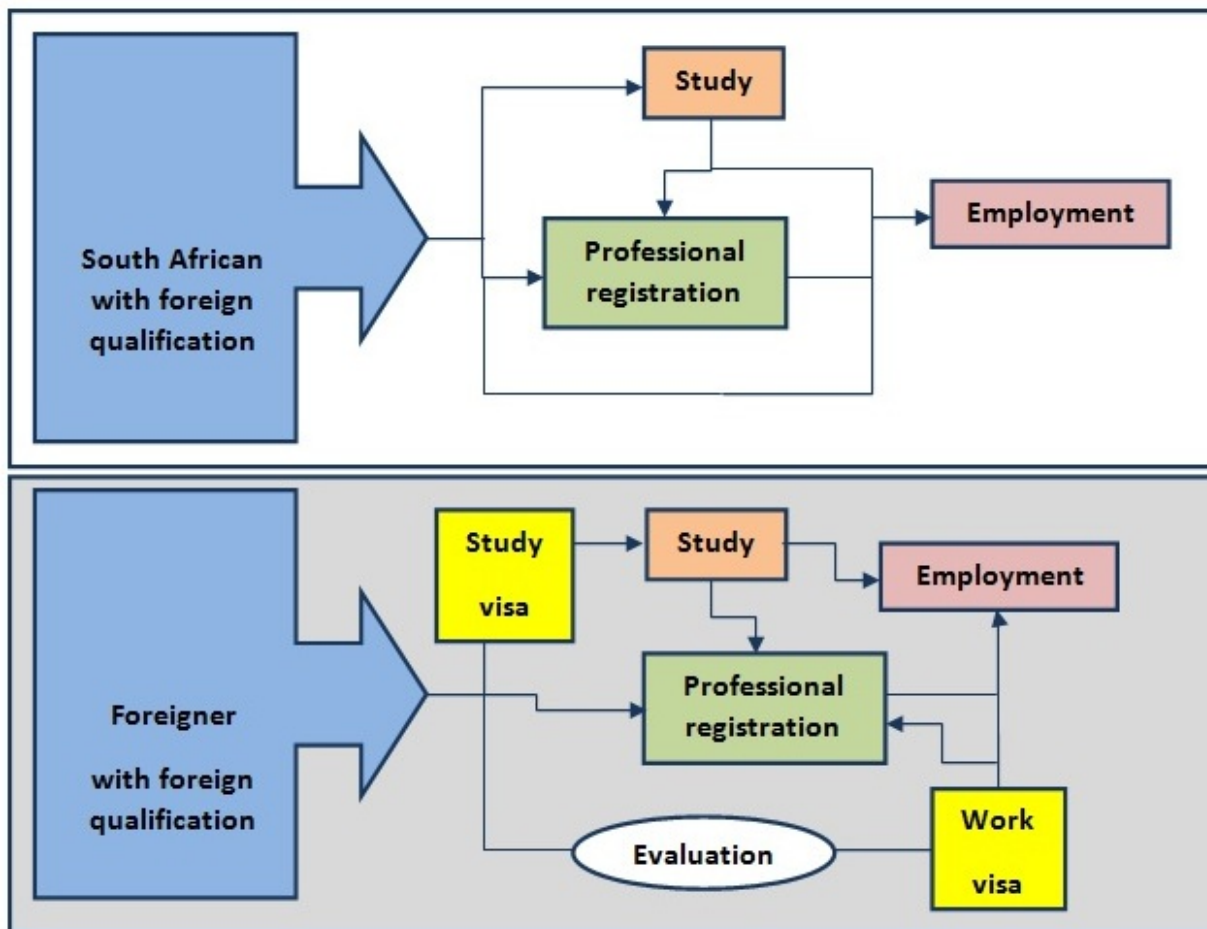 South African
with foreign
qualification
Study
Professional
registration
Employment
Foreigner
with foreign
qualification
Study
visa
Study
Employment
Professional
registration
Evaluation
Work
visa